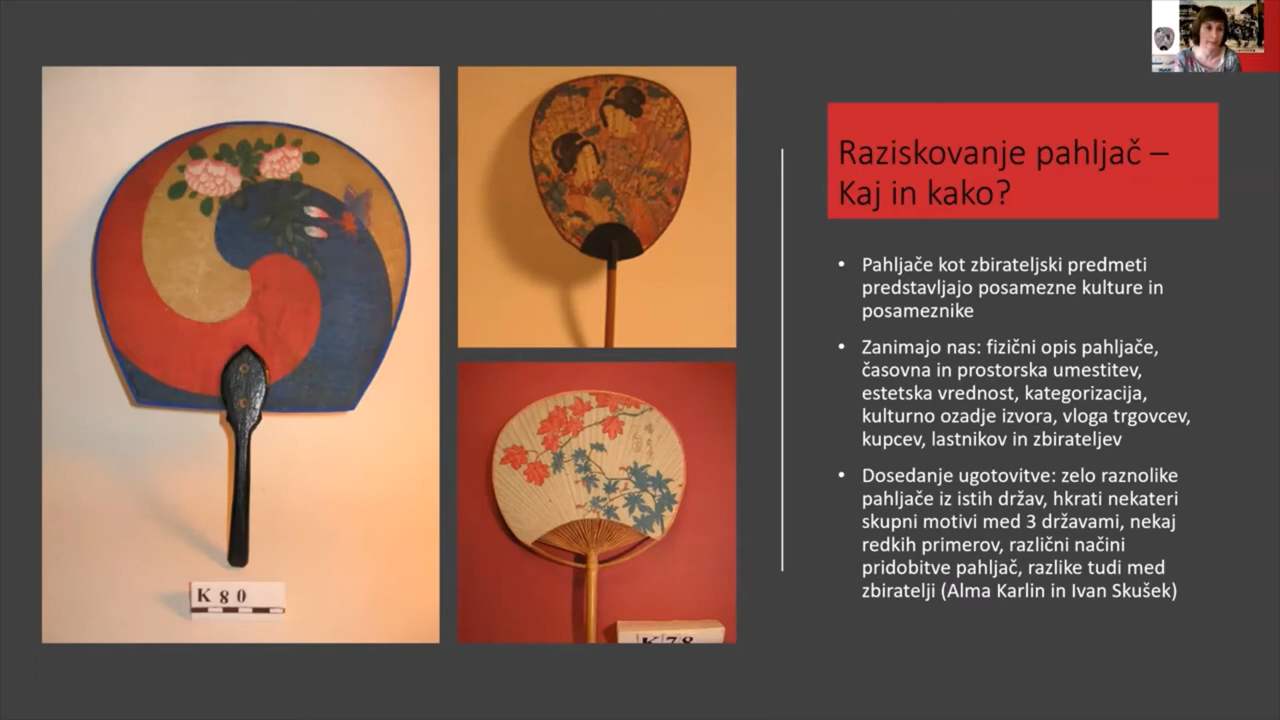 Raziskovanje pahljač –
Kaj in kako?
• Pahljače kot zbirateljski predmeti
predstavljajo posamezne kulture in
posameznike
• Zanimajo nas: fizični opis pahljače,
časovna in prostorska umestitev,
estetska vrednost, kategorizacija,
kulturno ozadje izvora, vloga trgovcev,
kupcev, lastnikov in zbirateljev
• Dosedanje ugotovitve: zelo raznolike
pahljače iz istih držav, hkrati nekateri
skupni motivi med 3 državami, nekaj
redkih primerov, različni načini
pridobitve pahljač, razlike tudi med
zbiratelji (Alma Karlin in Ivan Skušek)
K 80
K 78